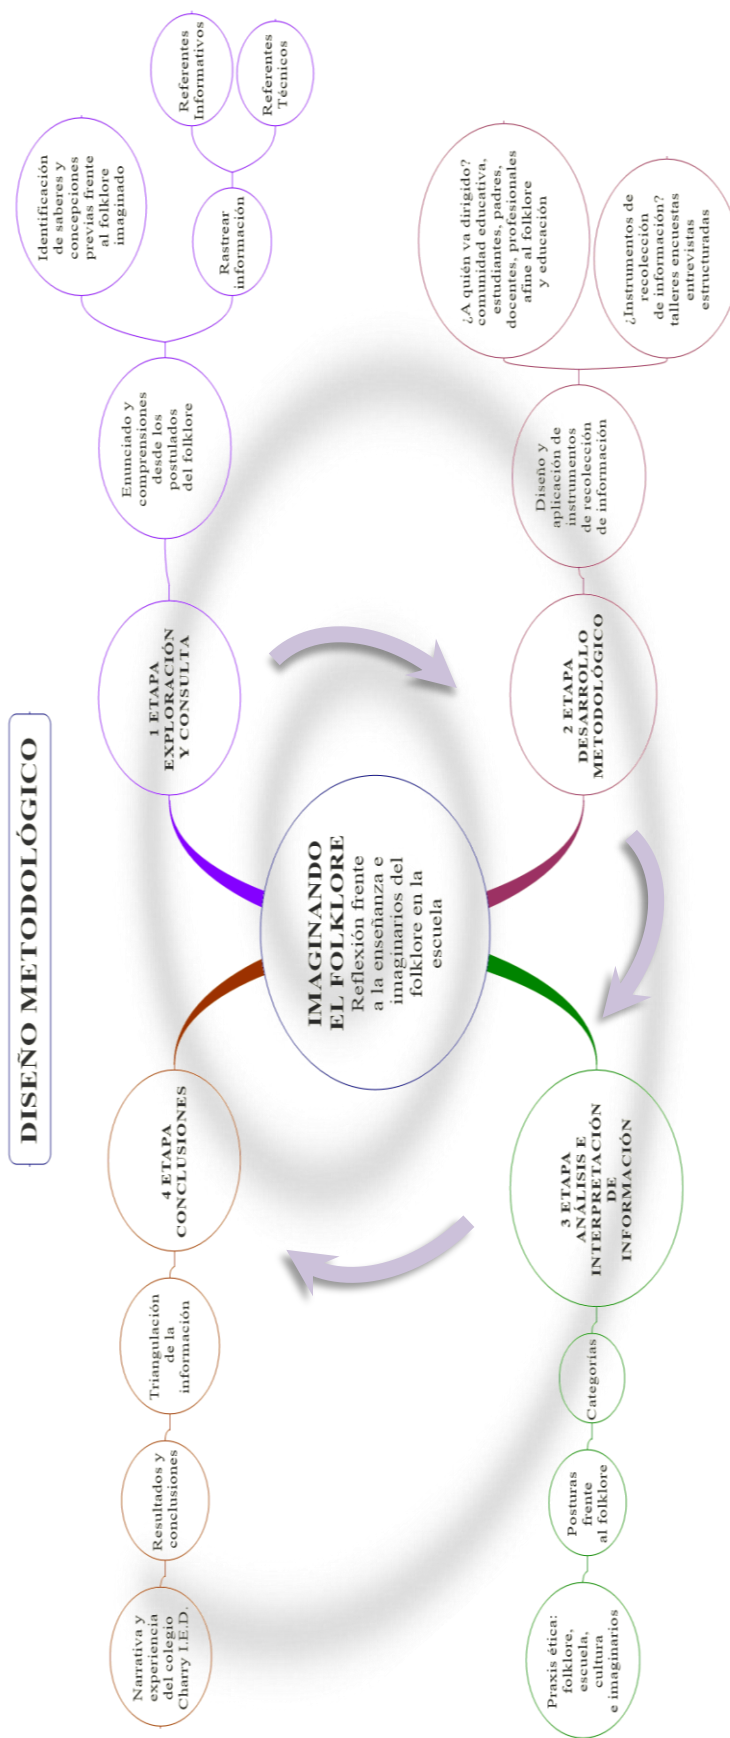 DISEÑO METODOLÓGICO
IMAGINANDO
EL FOLKLORE
Reflexión frente
a la enseñanza e
imaginarios del
folklore en la
escuela
1 ETAPA
EXPLORACIÓN
Y CONSULTA
Enunciado y
comprensiones
desde los
postulados
del folklore
Identificación
de saberes y
concepciones
previas frente
al folklore
imaginado
Rastrear
información
Referentes
Informativos
Referentes
Técnicos
2 ETAPA
DESARROLLO
METODOLÓGICO
Diseño y
aplicación de
instrumentos
de recolección
de información
¿A quién va dirigido?
comunidad educativa,
estudiantes, padres,
docentes, profesionales
afine al folklore
y educación
¿Instrumentos de
recolección
de información?
talleres encuestas
entrevistas
estructuradas
3 ETAPA
ANÁLISIS E
INTERPRETACIÓN
DE
INFORMACIÓN
Categorías
Posturas
frente
al folklore
Praxis ética:
folklore,
escuela,
cultura
e imaginarios
4 ETAPA
CONCLUSIONES
Triangulación
de la
información
Resultados y
conclusiones
Narrativa y
experiencia
del colegio
Charry I.E.D.